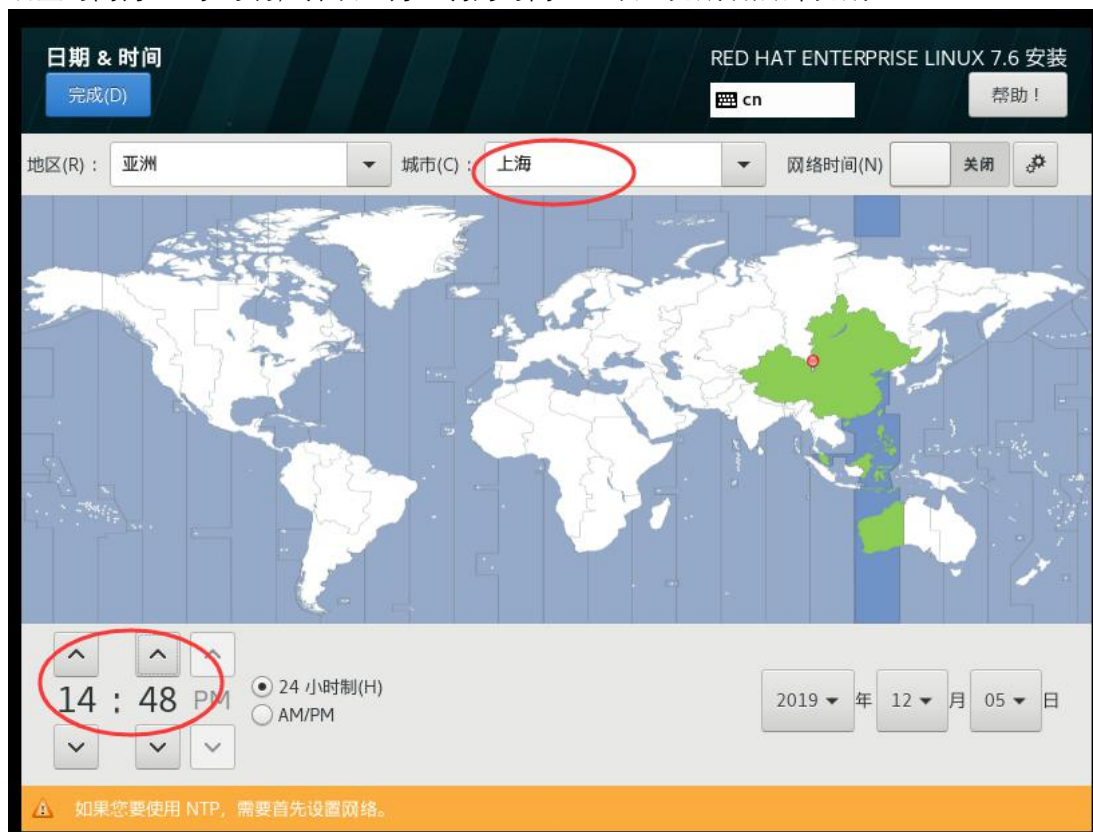 日期 & 时间
RED HAT ENTERPRISE LINUX 7.6 安装
完成(D)
cn
帮助！
地区(R)： 亚洲 城市(C)： 上海 网络时间(N) 关闭
14 : 48 PM
24 小时制(H)
AM/PM
2019 年 12 月 05 日
如果您要使用 NTP，需要首先设置网络。